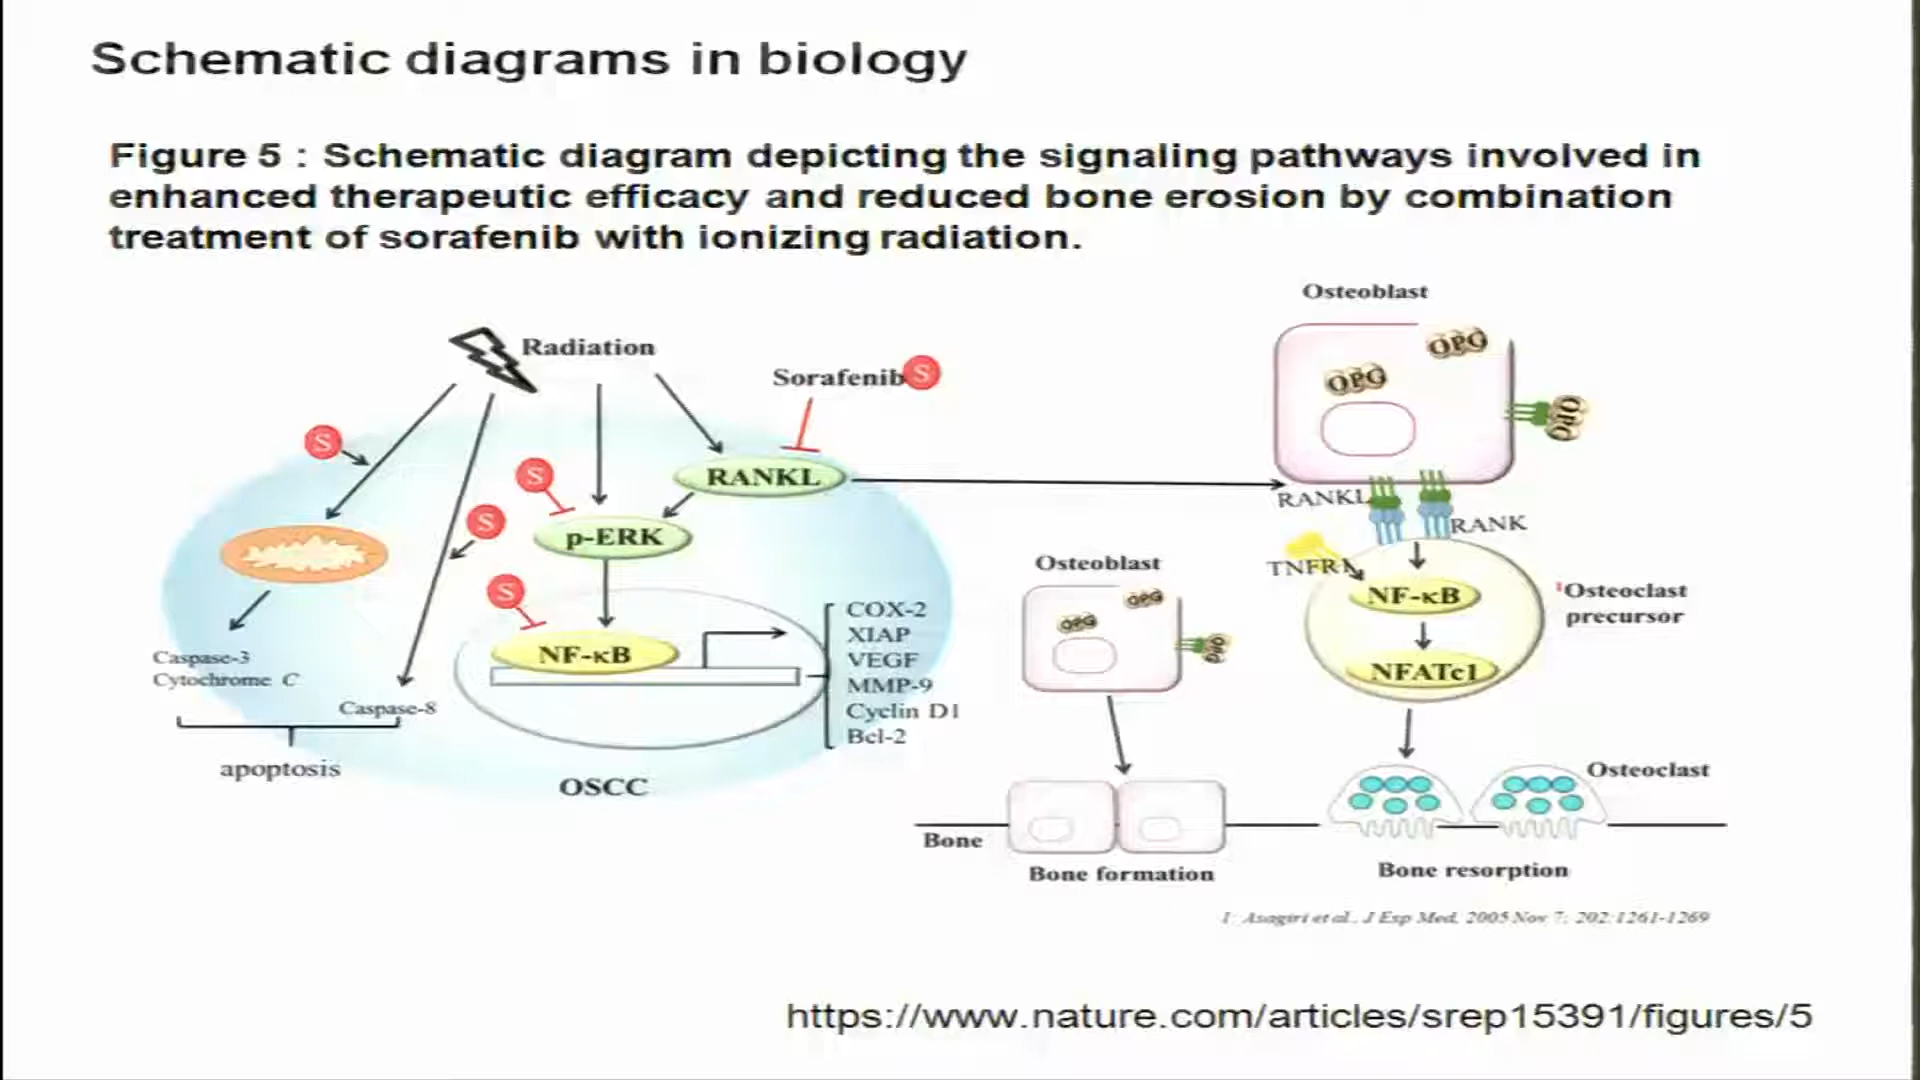 Schematic diagrams in biology
Figure 5 : Schematic diagram depicting the signaling pathways involved in
enhanced therapeutic efficacy and reduced bone erosion by combination
treatment of sorafenib with ionizing radiation.
Osteoblast
Radiation
Sorafenib S
OPG
OPG
OPG
S
S
RANKL
RANKL
RANK
S
p-ERK
TNFR1
Osteoblast
NF-κB
1Osteoclast
precursor
S
OPG
OPG
OPG
NF-κB
NFATc1
COX-2
XIAP
VEGF
MMP-9
Cyclin D1
Bcl-2
Caspase-3
Cytochrome C
Caspase-8
apoptosis
OSCC
Osteoclast
Bone
Bone formation
Bone resorption
1: Asagiri et al., J Exp Med. 2005 Nov 7; 202:1261-1269
https://www.nature.com/articles/srep15391/figures/5